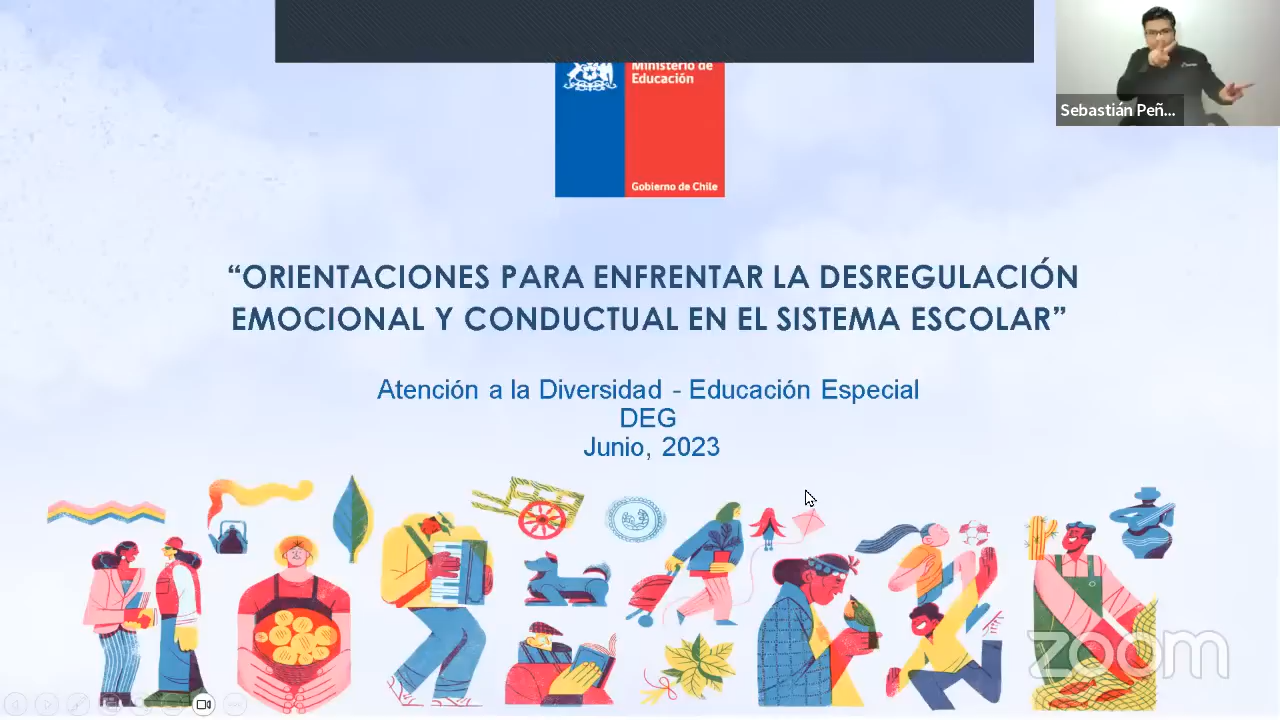 Ministerio de
Educación
Gobierno de Chile
Sebastián Peñ...
“ORIENTACIONES PARA ENFRENTAR LA DESREGULACIÓN
EMOCIONAL Y CONDUCTUAL EN EL SISTEMA ESCOLAR”
Atención a la Diversidad - Educación Especial
DEG
Junio, 2023
zoom